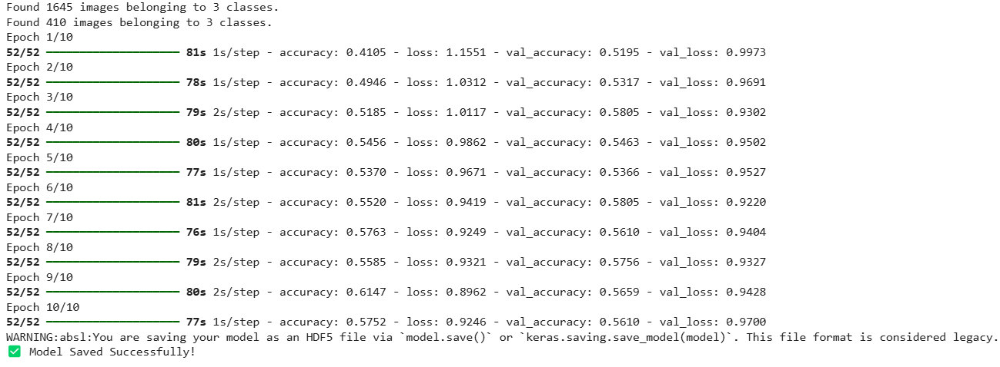 Found 1645 images belonging to 3 classes.
Found 410 images belonging to 3 classes.
Epoch 1/10
52/52 ━━━━━━━━━━━━━━━━━━━━ 81s 1s/step - accuracy: 0.4105 - loss: 1.1551 - val_accuracy: 0.5195 - val_loss: 0.9973
Epoch 2/10
52/52 ━━━━━━━━━━━━━━━━━━━━ 78s 1s/step - accuracy: 0.4946 - loss: 1.0312 - val_accuracy: 0.5317 - val_loss: 0.9691
Epoch 3/10
52/52 ━━━━━━━━━━━━━━━━━━━━ 79s 2s/step - accuracy: 0.5185 - loss: 1.0117 - val_accuracy: 0.5805 - val_loss: 0.9302
Epoch 4/10
52/52 ━━━━━━━━━━━━━━━━━━━━ 80s 1s/step - accuracy: 0.5456 - loss: 0.9862 - val_accuracy: 0.5463 - val_loss: 0.9502
Epoch 5/10
52/52 ━━━━━━━━━━━━━━━━━━━━ 77s 1s/step - accuracy: 0.5370 - loss: 0.9671 - val_accuracy: 0.5366 - val_loss: 0.9527
Epoch 6/10
52/52 ━━━━━━━━━━━━━━━━━━━━ 81s 2s/step - accuracy: 0.5520 - loss: 0.9419 - val_accuracy: 0.5805 - val_loss: 0.9220
Epoch 7/10
52/52 ━━━━━━━━━━━━━━━━━━━━ 76s 1s/step - accuracy: 0.5763 - loss: 0.9249 - val_accuracy: 0.5610 - val_loss: 0.9404
Epoch 8/10
52/52 ━━━━━━━━━━━━━━━━━━━━ 79s 2s/step - accuracy: 0.5585 - loss: 0.9321 - val_accuracy: 0.5756 - val_loss: 0.9327
Epoch 9/10
52/52 ━━━━━━━━━━━━━━━━━━━━ 80s 2s/step - accuracy: 0.6147 - loss: 0.8962 - val_accuracy: 0.5659 - val_loss: 0.9428
Epoch 10/10
52/52 ━━━━━━━━━━━━━━━━━━━━ 77s 1s/step - accuracy: 0.5752 - loss: 0.9246 - val_accuracy: 0.5610 - val_loss: 0.9700
WARNING:absl:You are saving your model as an HDF5 file via `model.save()` or `keras.saving.save_model(model)`. This file format is considered legacy.
✅ Model Saved Successfully!